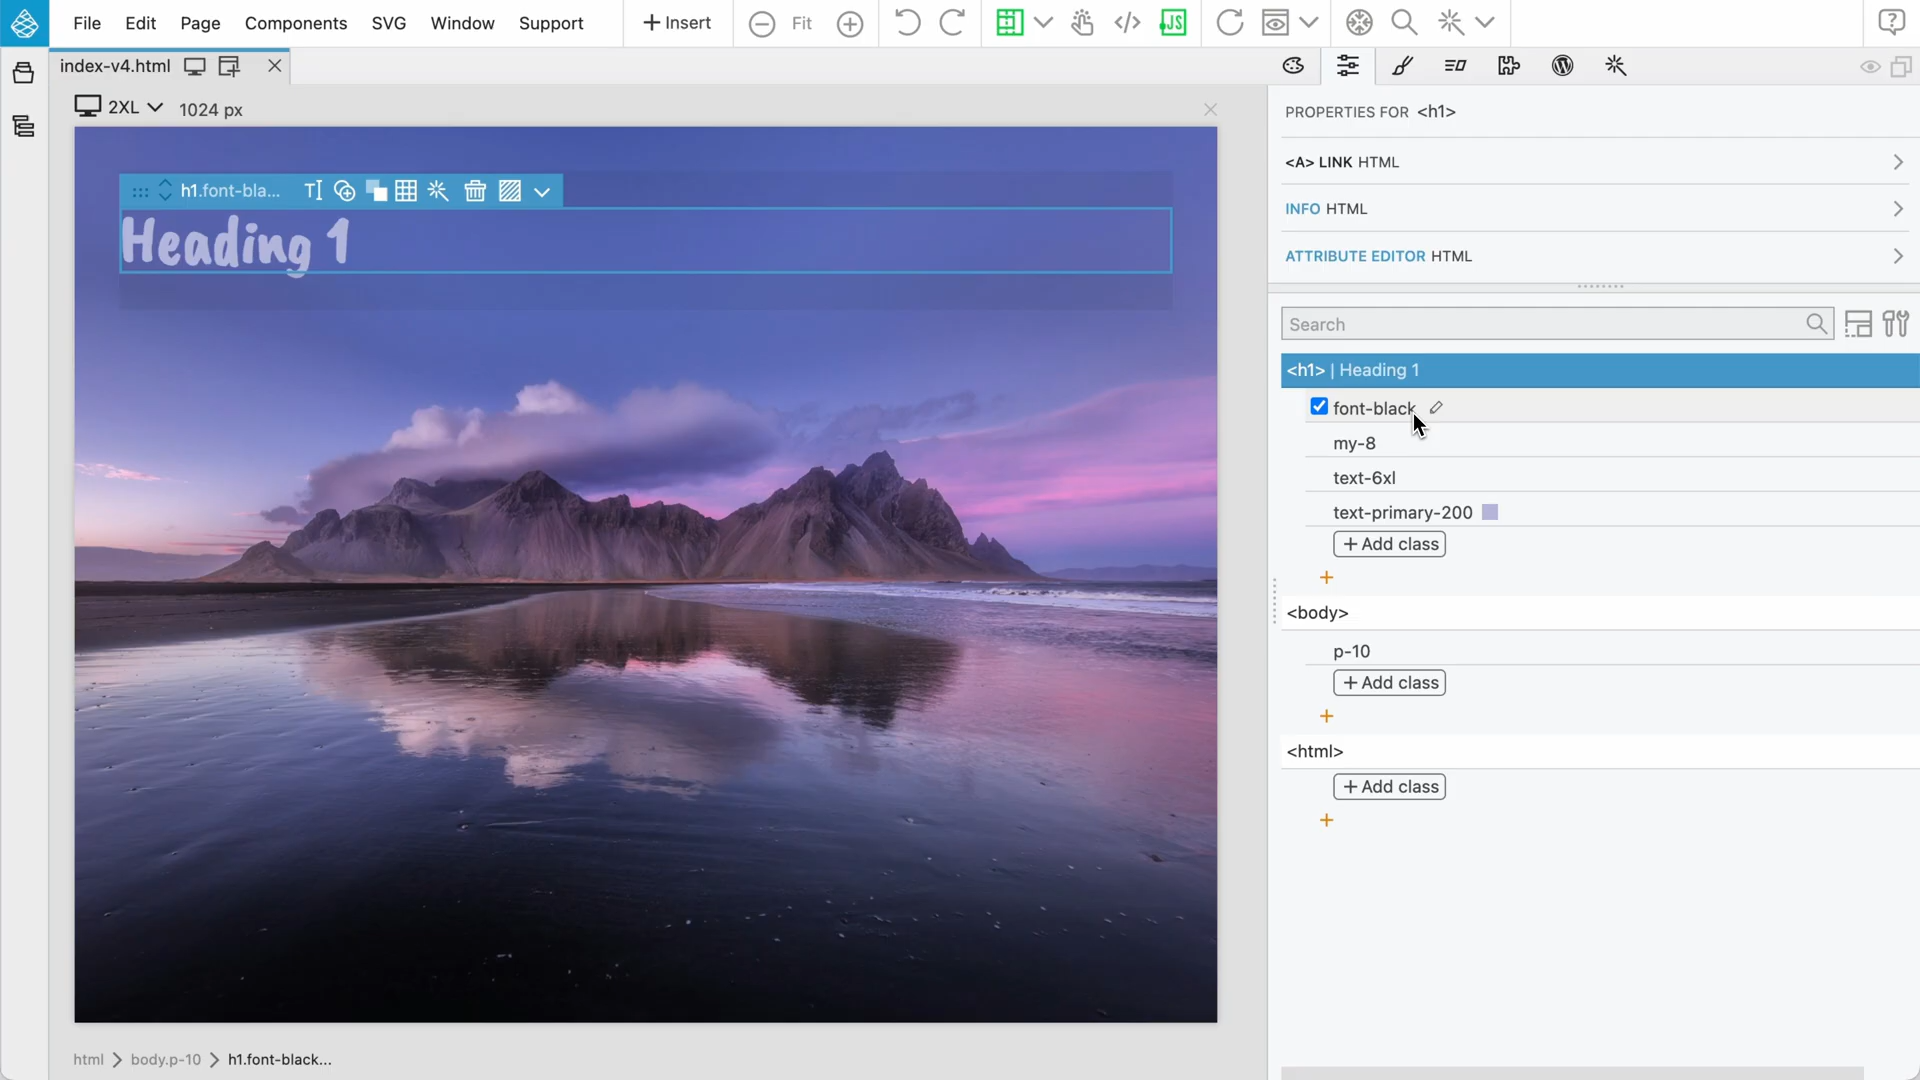 File Edit Page Components SVG Window Support + Insert Fit </> JS
index-v4.html
2XL 1024 px
h1.font-bla...
Heading 1
html body.p-10 h1.font-black...
PROPERTIES FOR <h1>
<A> LINK HTML
INFO HTML
ATTRIBUTE EDITOR HTML
Search
<h1> | Heading 1
font-black
my-8
text-6xl
text-primary-200
+ Add class
+
<body>
p-10
+ Add class
+
<html>
+ Add class
+